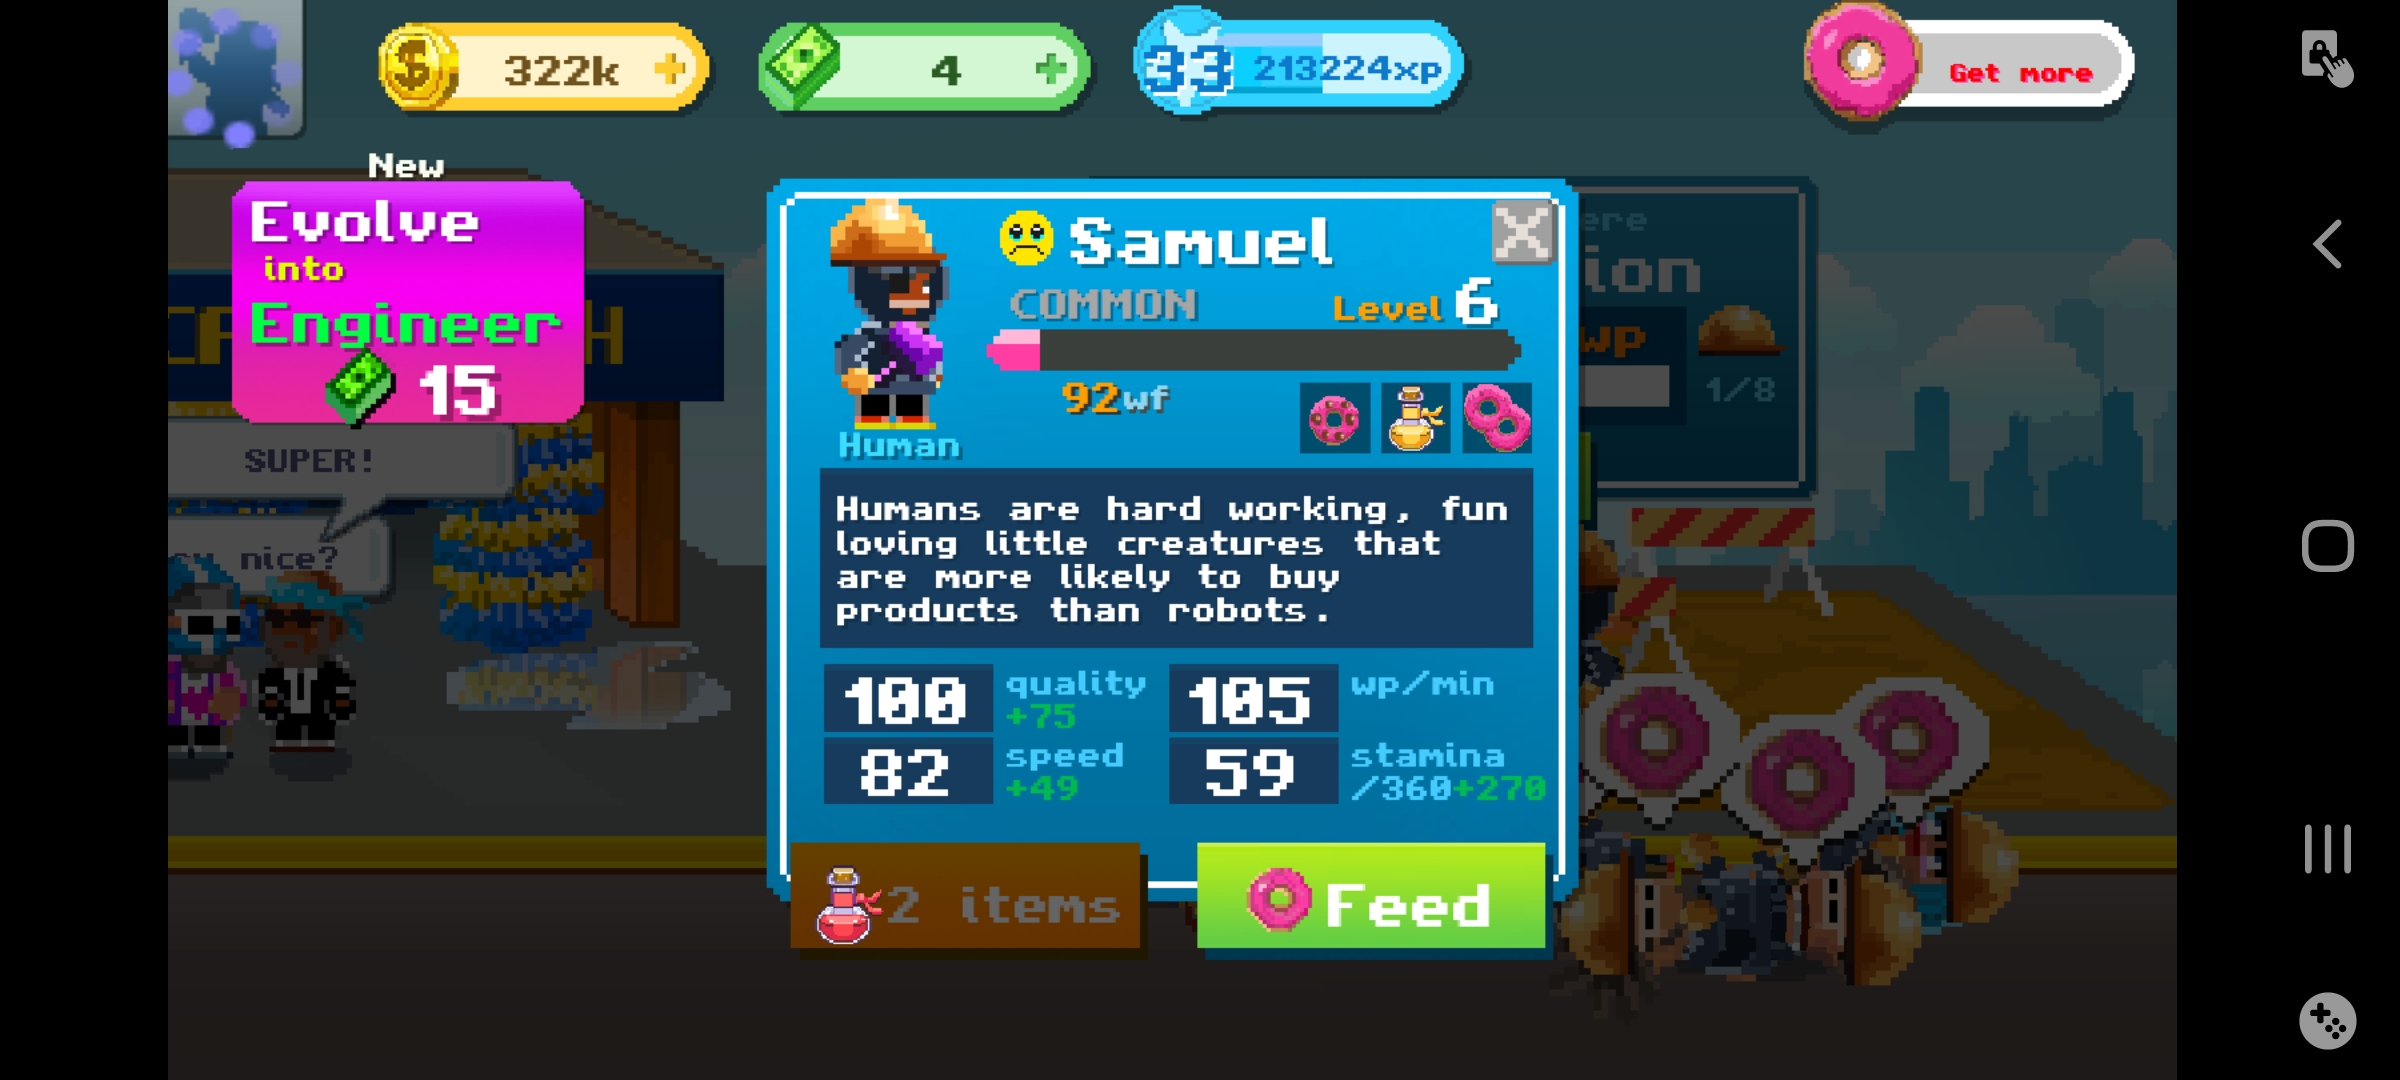 322k
4
33 213224xp
Get more
New
Evolve
into
Engineer
15
SUPER!
nice?
Samuel
COMMON
Level 6
92wf
Human
Humans are hard working, fun
loving little creatures that
are more likely to buy
products than robots.
100 quality +75
105 wp/min
82 speed +49
59 stamina /360+270
2 items
Feed
ere
ion
wp
1/8